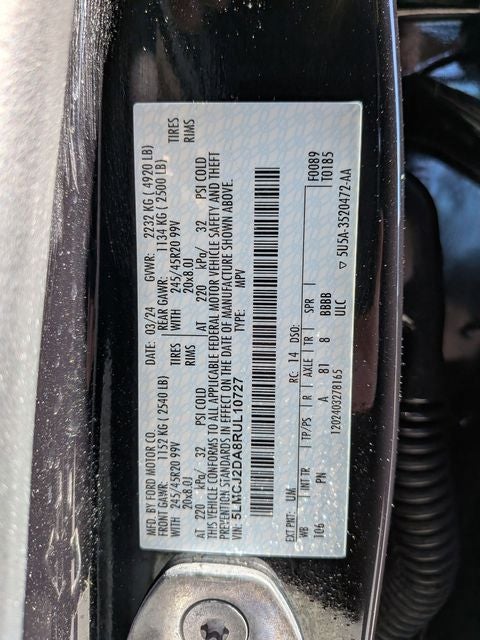 MFD. BY FORD MOTOR CO. DATE: 03/24 GVWR: 2232 KG ( 4920 LB)
FRONT GAWR: 1152 KG (2540 LB) REAR GAWR: 1134 KG ( 2500 LB)
WITH 245/45R20 99V TIRES WITH 245/45R20 99V TIRES
20x8.0J RIMS 20x8.0J RIMS
AT 220 kPa/ 32 PSI COLD AT 220 kPa/ 32 PSI COLD
THIS VEHICLE CONFORMS TO ALL APPLICABLE FEDERAL MOTOR VEHICLE SAFETY AND THEFT
PREVENTION STANDARDS IN EFFECT ON THE DATE OF MANUFACTURE SHOWN ABOVE.
VIN: 5LMCJ2DA8RUL10727 TYPE: MPV
F0089
T0185
EXT PNT: UM RC: 14 DSO:
WB INT TR TP/PS R AXLE TR SPR
106 PN A 81 8 BBBB
ULC
1202403278165
▽ 5U5A-3520472-AA